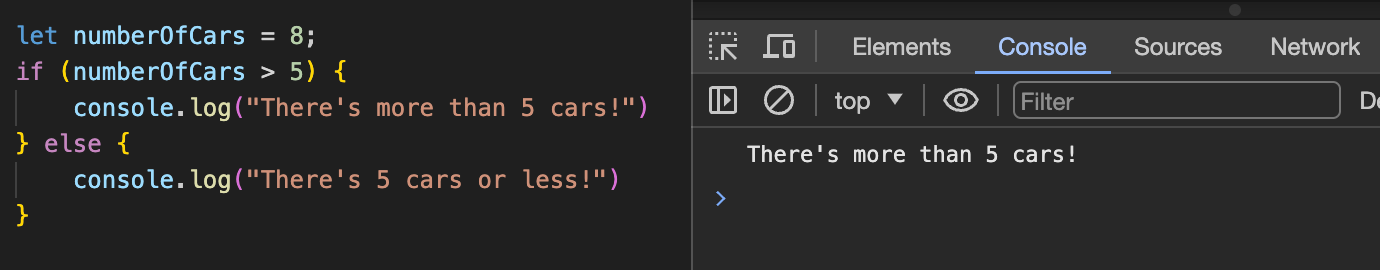 let numberOfCars = 8;
if (numberOfCars > 5) {
    console.log("There's more than 5 cars!")
} else {
    console.log("There's 5 cars or less!")
}
Elements Console Sources Network
top Filter De
There's more than 5 cars!
>